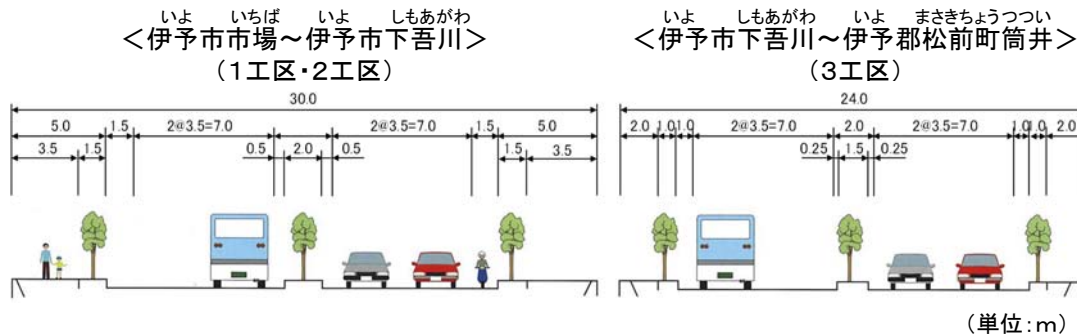 いよ いちば いよ しもあがわ
＜伊予市市場～伊予市下吾川＞
（1工区・2工区）
30.0
5.0 1.5 2@3.5=7.0 2@3.5=7.0 1.5 5.0
3.5 1.5 0.5 2.0 0.5 1.5 3.5
いよ しもあがわ いよ まさきちょうつつい
＜伊予市下吾川～伊予郡松前町筒井＞
（3工区）
24.0
2.0 1.0 1.0 2@3.5=7.0 2.0 2@3.5=7.0 1.0 1.0 2.0
0.25 1.5 0.25
（単位：m）